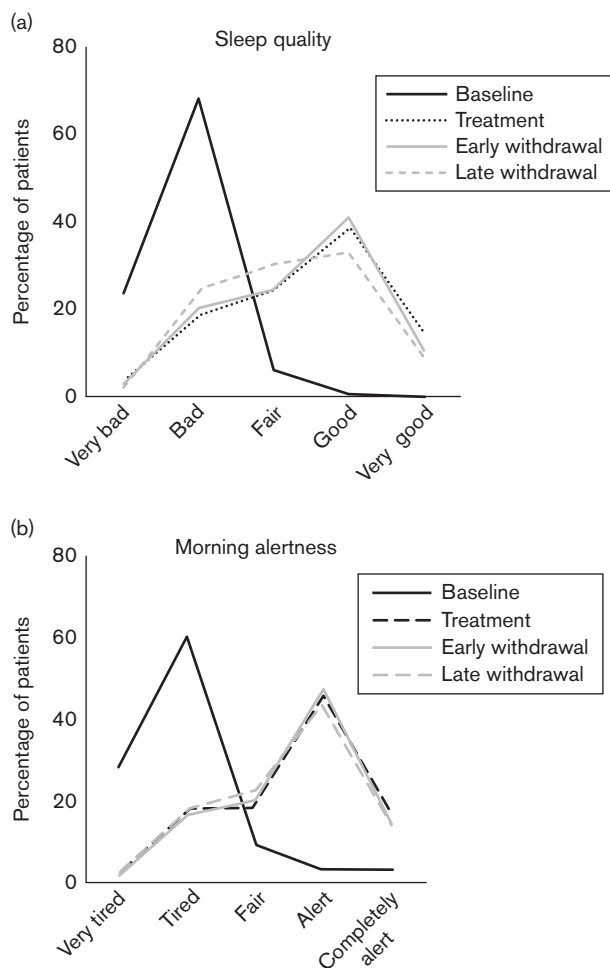 (a)
Sleep quality
80
60
40
20
0
Percentage of patients
Baseline
Treatment
Early withdrawal
Late withdrawal
Very bad
Bad
Fair
Good
Very good
(b)
Morning alertness
80
60
40
20
0
Percentage of patients
Baseline
Treatment
Early withdrawal
Late withdrawal
Very tired
Tired
Fair
Alert
Completely
alert